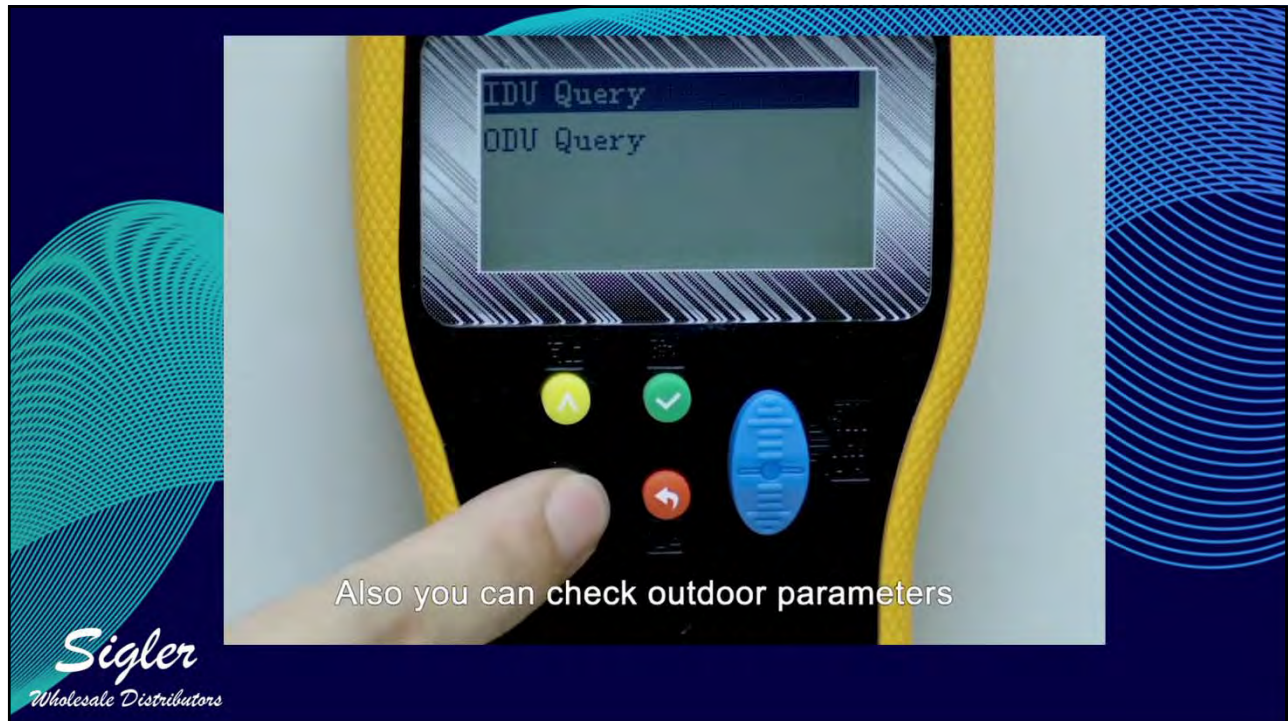 IDU Query
ODU Query
Also you can check outdoor parameters
Sigler
Wholesale Distributors